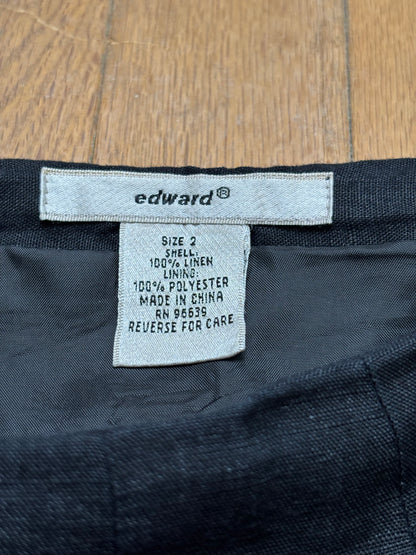 edward®
SIZE 2
SHELL:
100% LINEN
LINING:
100% POLYESTER
MADE IN CHINA
RN 96639
REVERSE FOR CARE